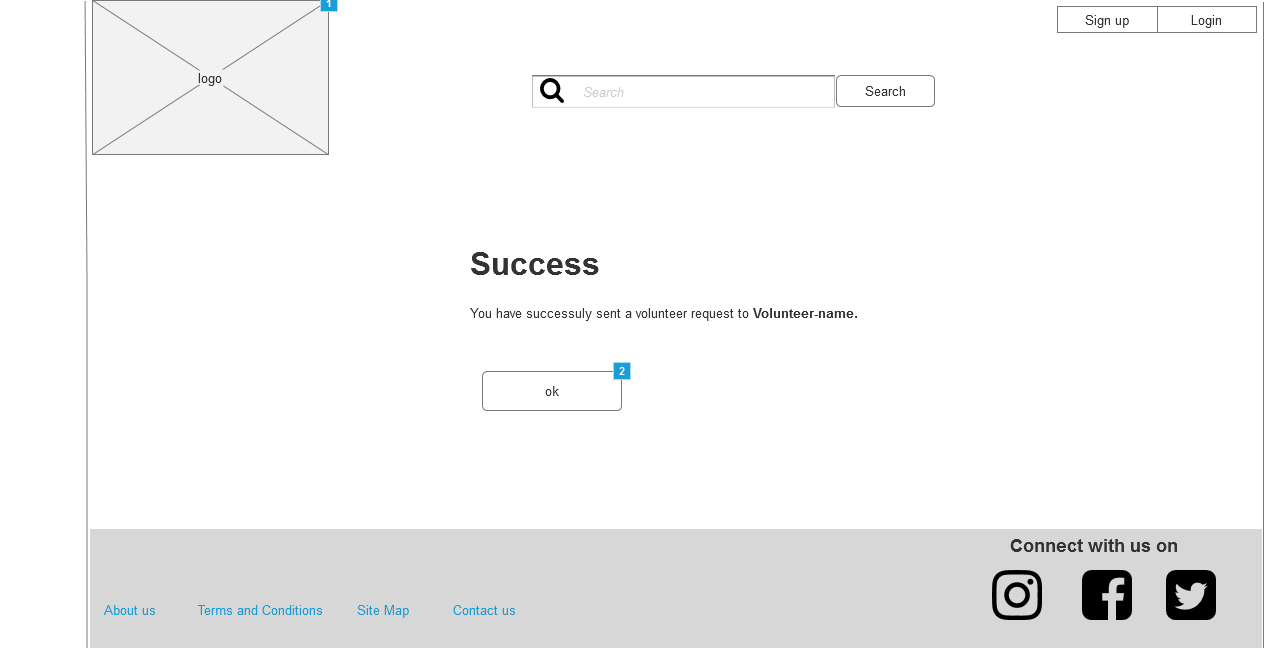 1
Sign up Login
logo
Search Search
Success
You have successuly sent a volunteer request to Volunteer-name.
2
ok
Connect with us on
About us Terms and Conditions Site Map Contact us